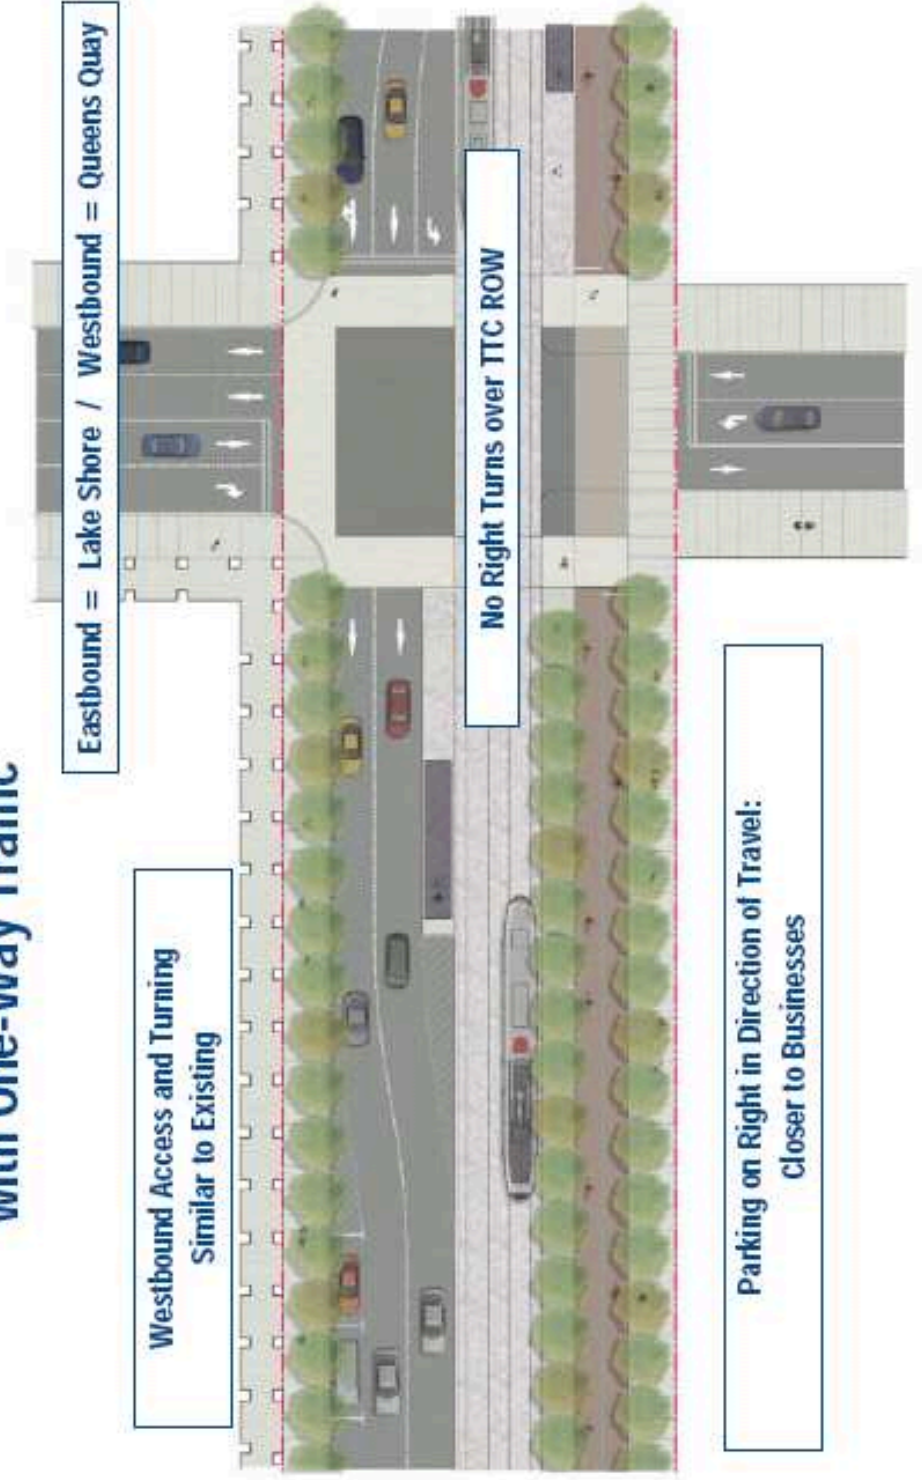 with One-Way Traffic
Eastbound = Lake Shore / Westbound = Queens Quay
Westbound Access and Turning
Similar to Existing
No Right Turns over TTC ROW
Parking on Right in Direction of Travel:
Closer to Businesses